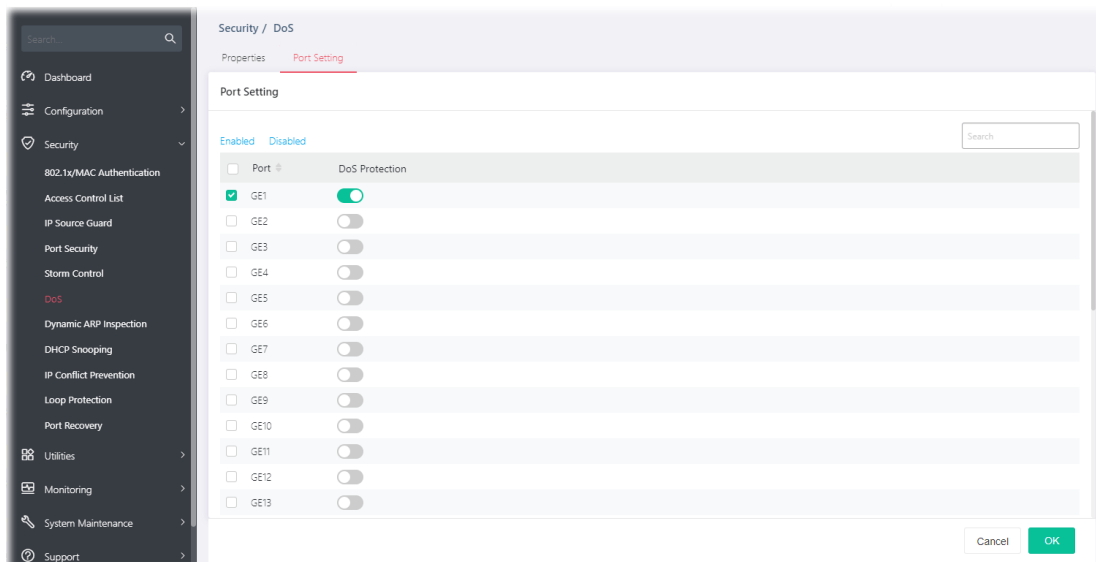 Search...
Dashboard
Configuration
Security
802.1x/MAC Authentication
Access Control List
IP Source Guard
Port Security
Storm Control
DoS
Dynamic ARP Inspection
DHCP Snooping
IP Conflict Prevention
Loop Protection
Port Recovery
Utilities
Monitoring
System Maintenance
Support
Security / DoS
Properties Port Setting
Port Setting
Enabled Disabled Search
Port DoS Protection
GE1
GE2
GE3
GE4
GE5
GE6
GE7
GE8
GE9
GE10
GE11
GE12
GE13
Cancel OK